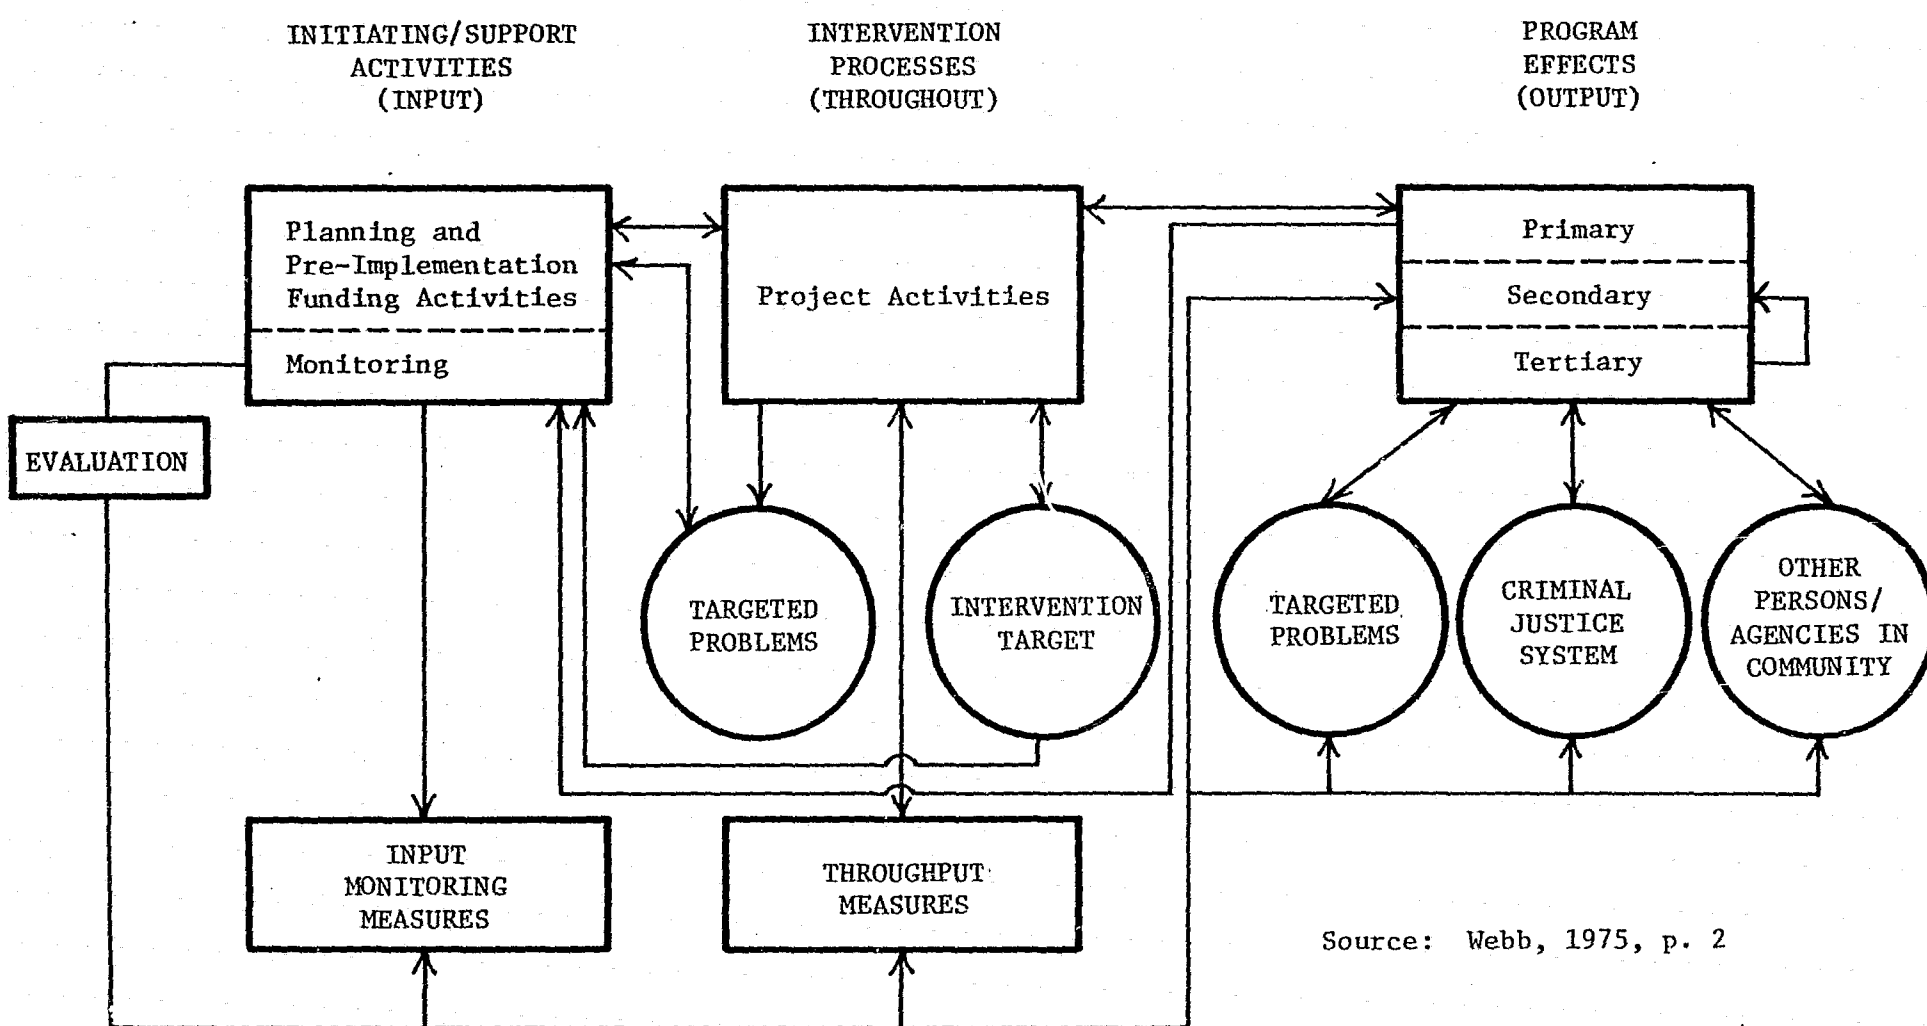 INITIATING/SUPPORT
ACTIVITIES
(INPUT)
INTERVENTION
PROCESSES
(THROUGHOUT)
PROGRAM
EFFECTS
(OUTPUT)
Planning and
Pre-Implementation
Funding Activities
Monitoring
Project Activities
Primary
Secondary
Tertiary
EVALUATION
TARGETED
PROBLEMS
INTERVENTION
TARGET
TARGETED
PROBLEMS
CRIMINAL
JUSTICE
SYSTEM
OTHER
PERSONS/
AGENCIES IN
COMMUNITY
INPUT
MONITORING
MEASURES
THROUGHPUT
MEASURES
Source: Webb, 1975, p. 2